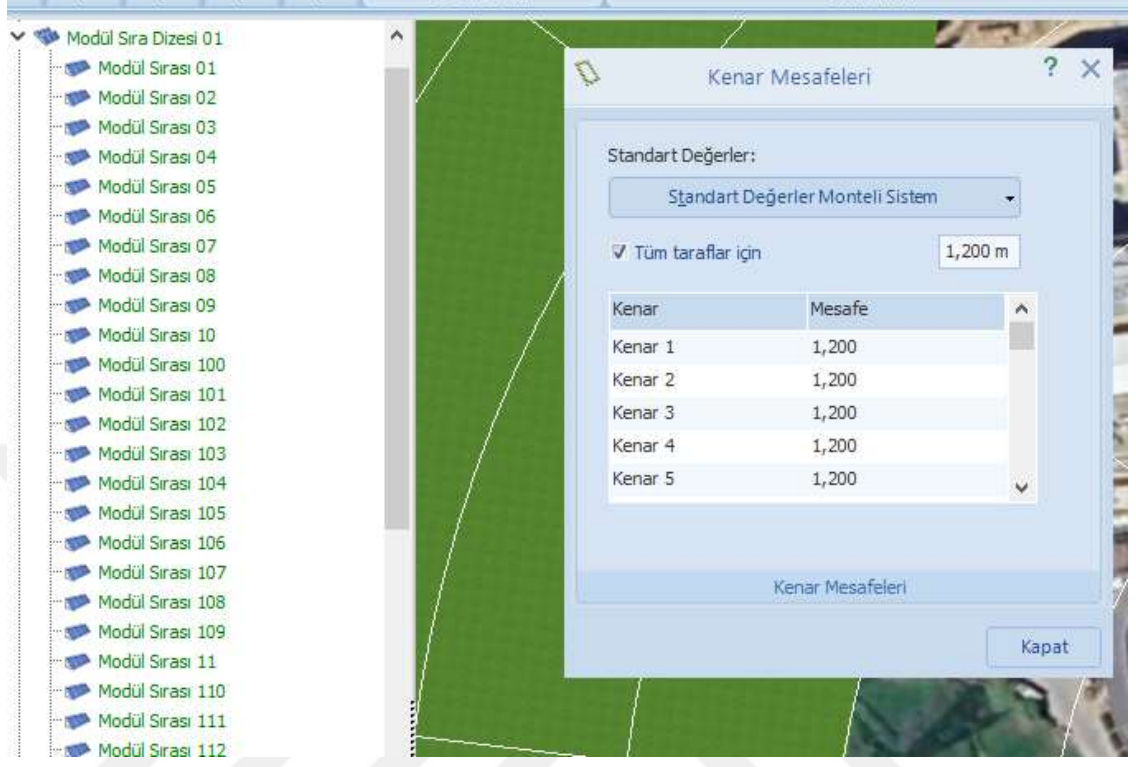 Modül Sıra Dizesi 01
Modül Sırası 01
Modül Sırası 02
Modül Sırası 03
Modül Sırası 04
Modül Sırası 05
Modül Sırası 06
Modül Sırası 07
Modül Sırası 08
Modül Sırası 09
Modül Sırası 10
Modül Sırası 100
Modül Sırası 101
Modül Sırası 102
Modül Sırası 103
Modül Sırası 104
Modül Sırası 105
Modül Sırası 106
Modül Sırası 107
Modül Sırası 108
Modül Sırası 109
Modül Sırası 11
Modül Sırası 110
Modül Sırası 111
Modül Sırası 112
Kenar Mesafeleri
Standart Değerler:
Standart Değerler Monteli Sistem
Tüm taraflar için 1,200 m
Kenar Mesafe
Kenar 1 1,200
Kenar 2 1,200
Kenar 3 1,200
Kenar 4 1,200
Kenar 5 1,200
Kenar Mesafeleri
Kapat